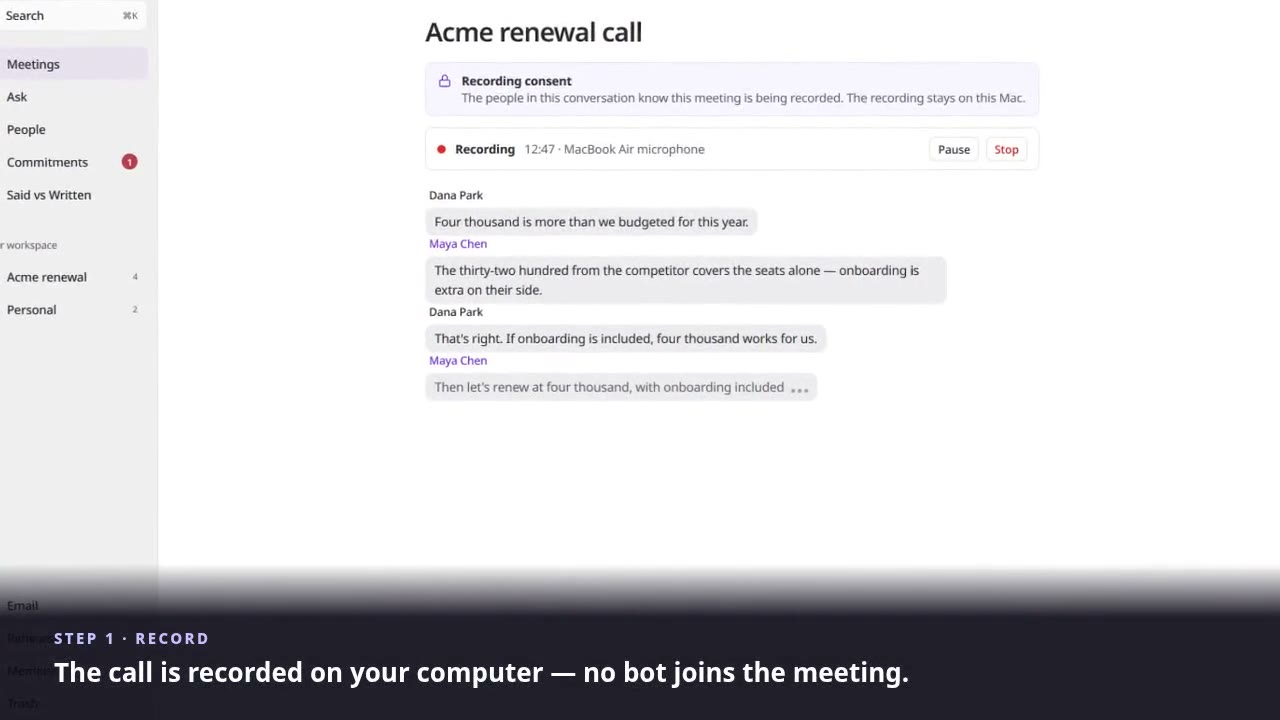 Search ⌘K
Meetings
Ask
People
Commitments 1
Said vs Written
r workspace
Acme renewal 4
Personal 2
Email
Trash
Acme renewal call
Recording consent
The people in this conversation know this meeting is being recorded. The recording stays on this Mac.
Recording 12:47 · MacBook Air microphone Pause Stop
Dana Park
Four thousand is more than we budgeted for this year.
Maya Chen
The thirty-two hundred from the competitor covers the seats alone — onboarding is
extra on their side.
Dana Park
That's right. If onboarding is included, four thousand works for us.
Maya Chen
Then let's renew at four thousand, with onboarding included
STEP 1 · RECORD
The call is recorded on your computer — no bot joins the meeting.